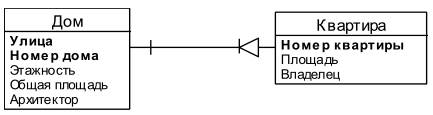 Дом
Улица
Номер дома
Этажность
Общая площадь
Архитектор
Квартира
Номер квартиры
Площадь
Владелец